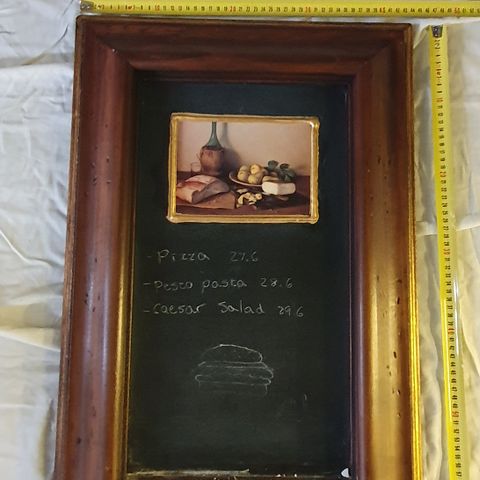 - Pizza 27.6
- Pesto pasta 28.6
- Caesar Salad 29 6